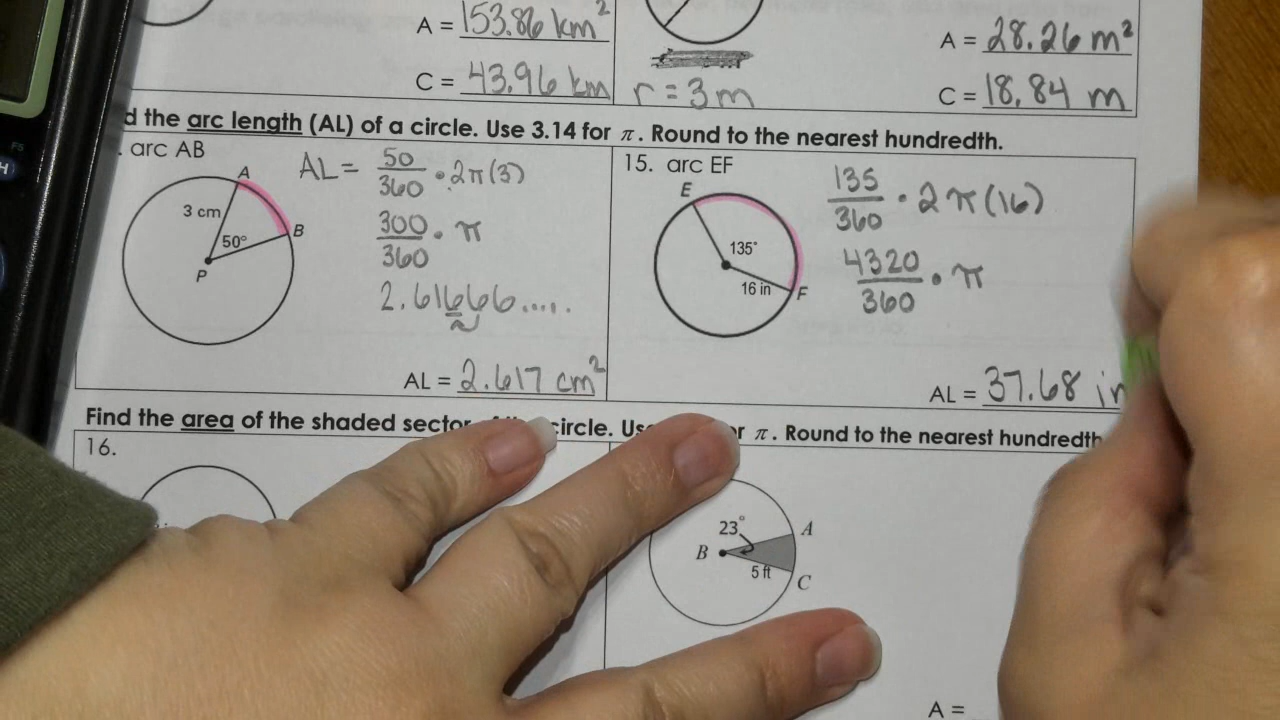 A = 153.86 km²
C = 43.96 km
r = 3 m
A = 28.26 m²
C = 18.84 m
d the arc length (AL) of a circle. Use 3.14 for π. Round to the nearest hundredth.
. arc AB
A
3 cm
50°
B
P
AL = 50/360 · 2π(3)
300/360 · π
2.61666.....
AL = 2.617 cm²
15. arc EF
E
135°
16 in
F
135/360 · 2π(16)
4320/360 · π
AL = 37.68 in
Find the area of the shaded sector circle. Use π. Round to the nearest hundredth
16.
23°
A
B
5 ft
C
A =
F5
H